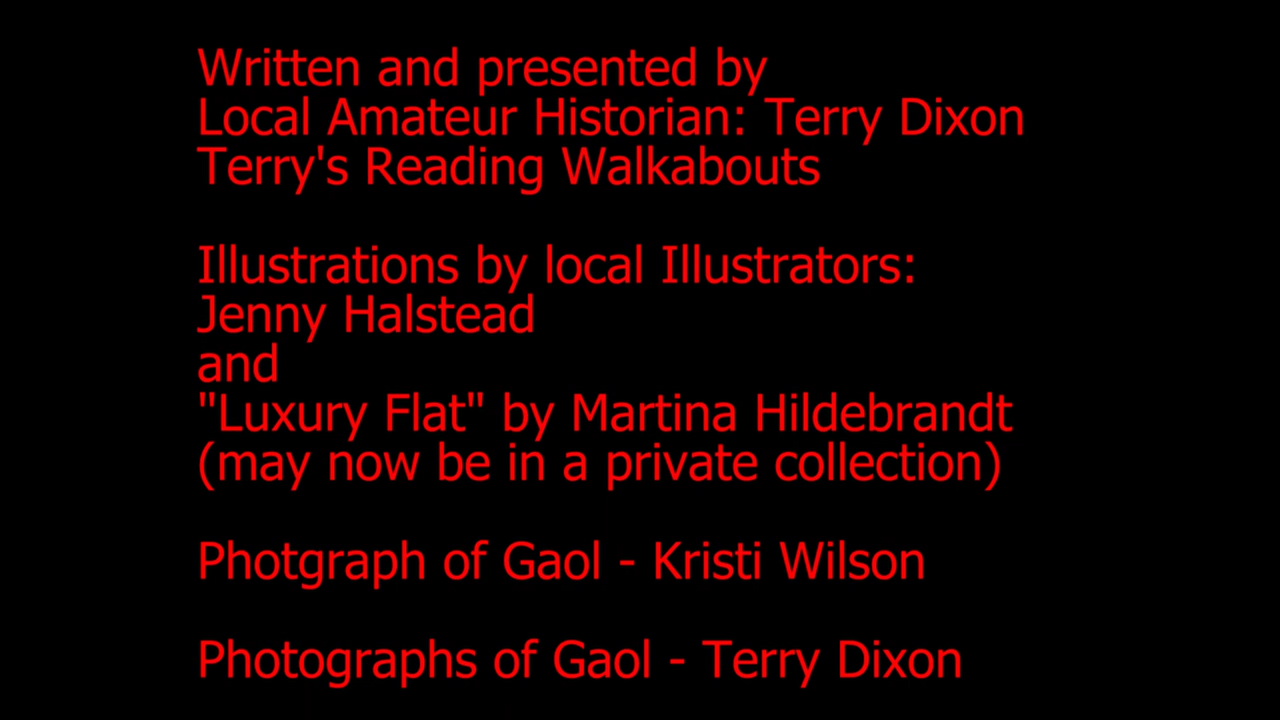 Written and presented by
Local Amateur Historian: Terry Dixon
Terry's Reading Walkabouts
Illustrations by local Illustrators:
Jenny Halstead
and
"Luxury Flat" by Martina Hildebrandt
(may now be in a private collection)
Photgraph of Gaol - Kristi Wilson
Photographs of Gaol - Terry Dixon